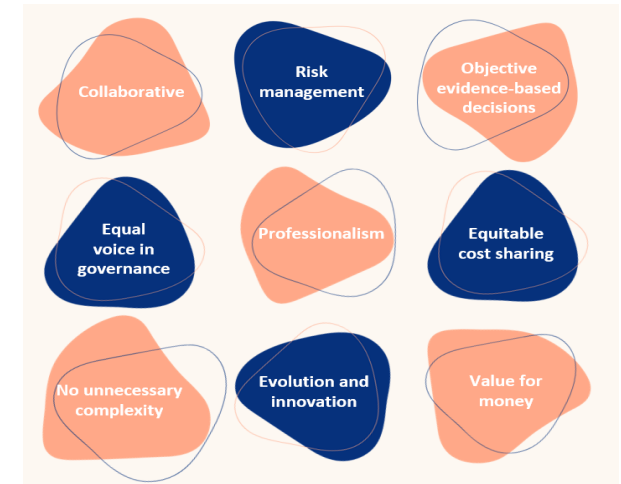 Collaborative
Risk
management
Objective
evidence-based
decisions
Equal
voice in
governance
Professionalism
Equitable
cost sharing
No unnecessary
complexity
Evolution and
innovation
Value for
money